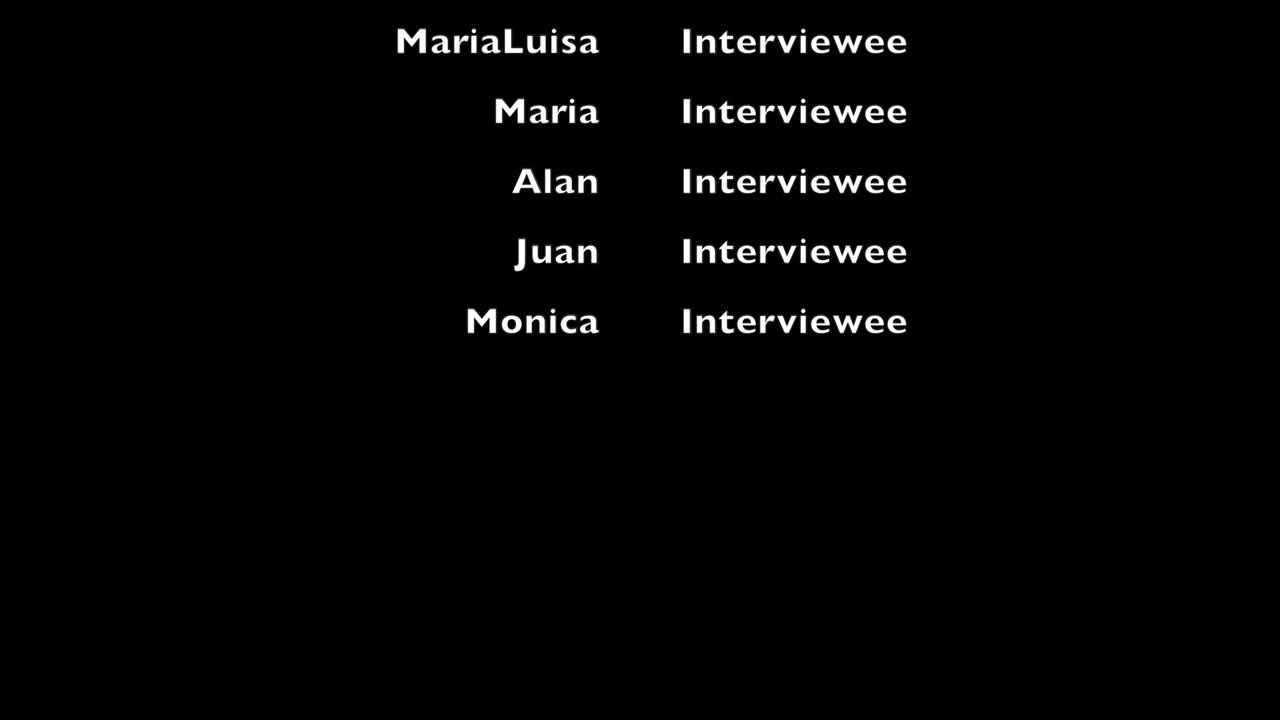 MariaLuisa Interviewee
Maria Interviewee
Alan Interviewee
Juan Interviewee
Monica Interviewee